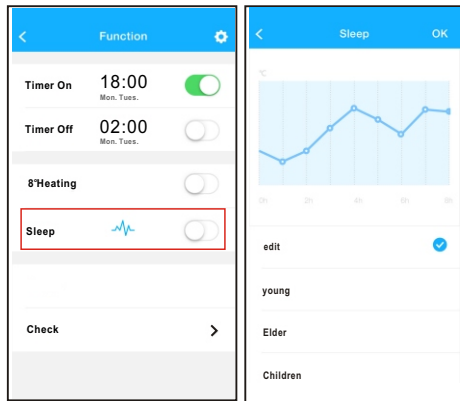 Function
Timer On 18:00
Mon. Tues.
Timer Off 02:00
Mon. Tues.
8°Heating
Sleep
Check
Sleep OK
°C
0h 2h 4h 6h 8h
edit
young
Elder
Children